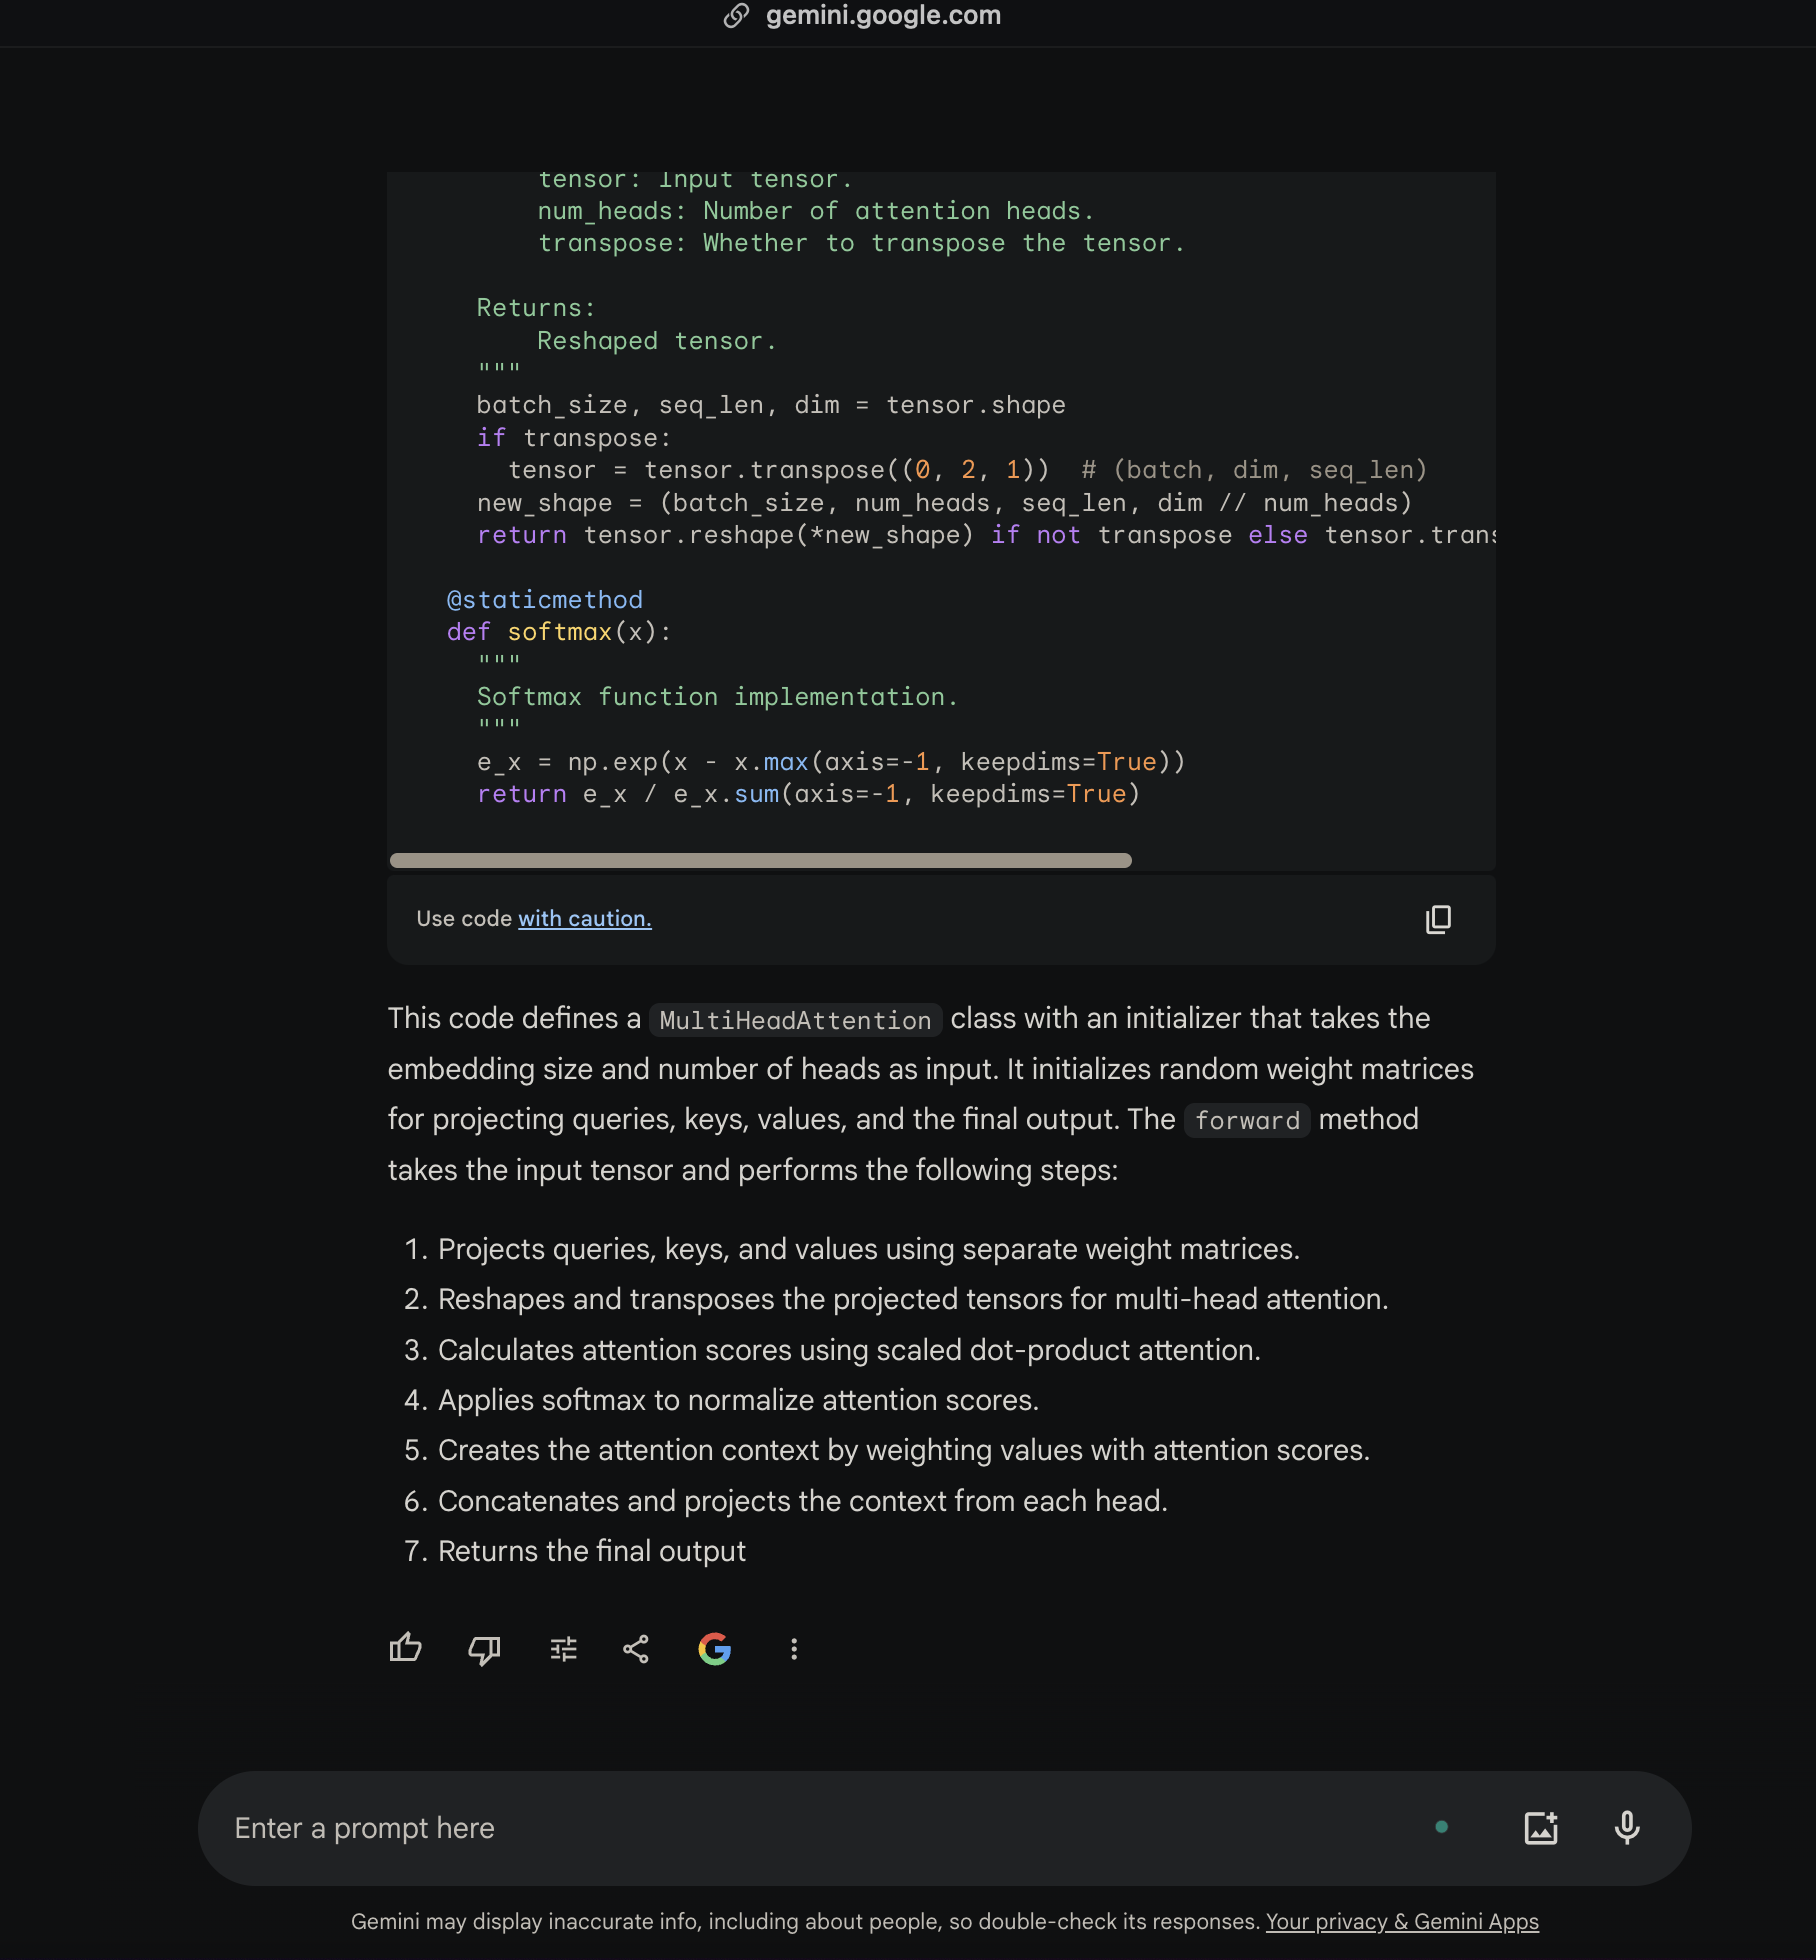 gemini.google.com
tensor: Input tensor.
num_heads: Number of attention heads.
transpose: Whether to transpose the tensor.
Returns:
Reshaped tensor.
"""
batch_size, seq_len, dim = tensor.shape
if transpose:
tensor = tensor.transpose((0, 2, 1))  # (batch, dim, seq_len)
new_shape = (batch_size, num_heads, seq_len, dim // num_heads)
return tensor.reshape(*new_shape) if not transpose else tensor.trans
@staticmethod
def softmax(x):
"""
Softmax function implementation.
"""
e_x = np.exp(x - x.max(axis=-1, keepdims=True))
return e_x / e_x.sum(axis=-1, keepdims=True)
Use code with caution.
This code defines a MultiHeadAttention class with an initializer that takes the
embedding size and number of heads as input. It initializes random weight matrices
for projecting queries, keys, values, and the final output. The forward method
takes the input tensor and performs the following steps:
1. Projects queries, keys, and values using separate weight matrices.
2. Reshapes and transposes the projected tensors for multi-head attention.
3. Calculates attention scores using scaled dot-product attention.
4. Applies softmax to normalize attention scores.
5. Creates the attention context by weighting values with attention scores.
6. Concatenates and projects the context from each head.
7. Returns the final output
Enter a prompt here
Gemini may display inaccurate info, including about people, so double-check its responses. Your privacy & Gemini Apps